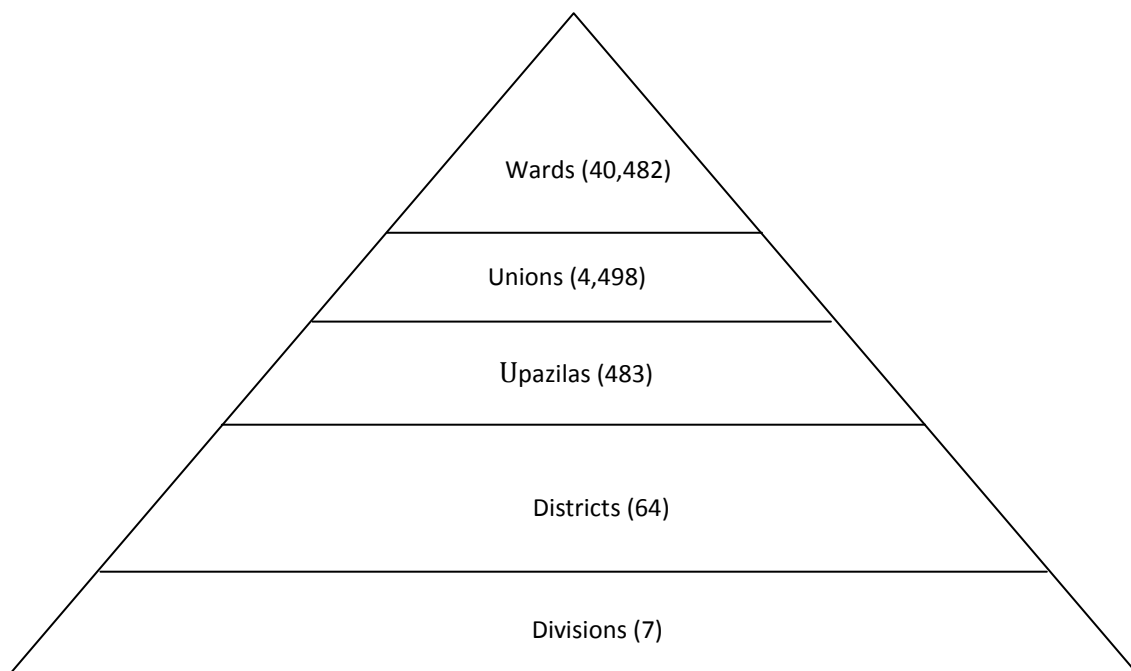 Wards (40,482)
Unions (4,498)
Upazilas (483)
Districts (64)
Divisions (7)